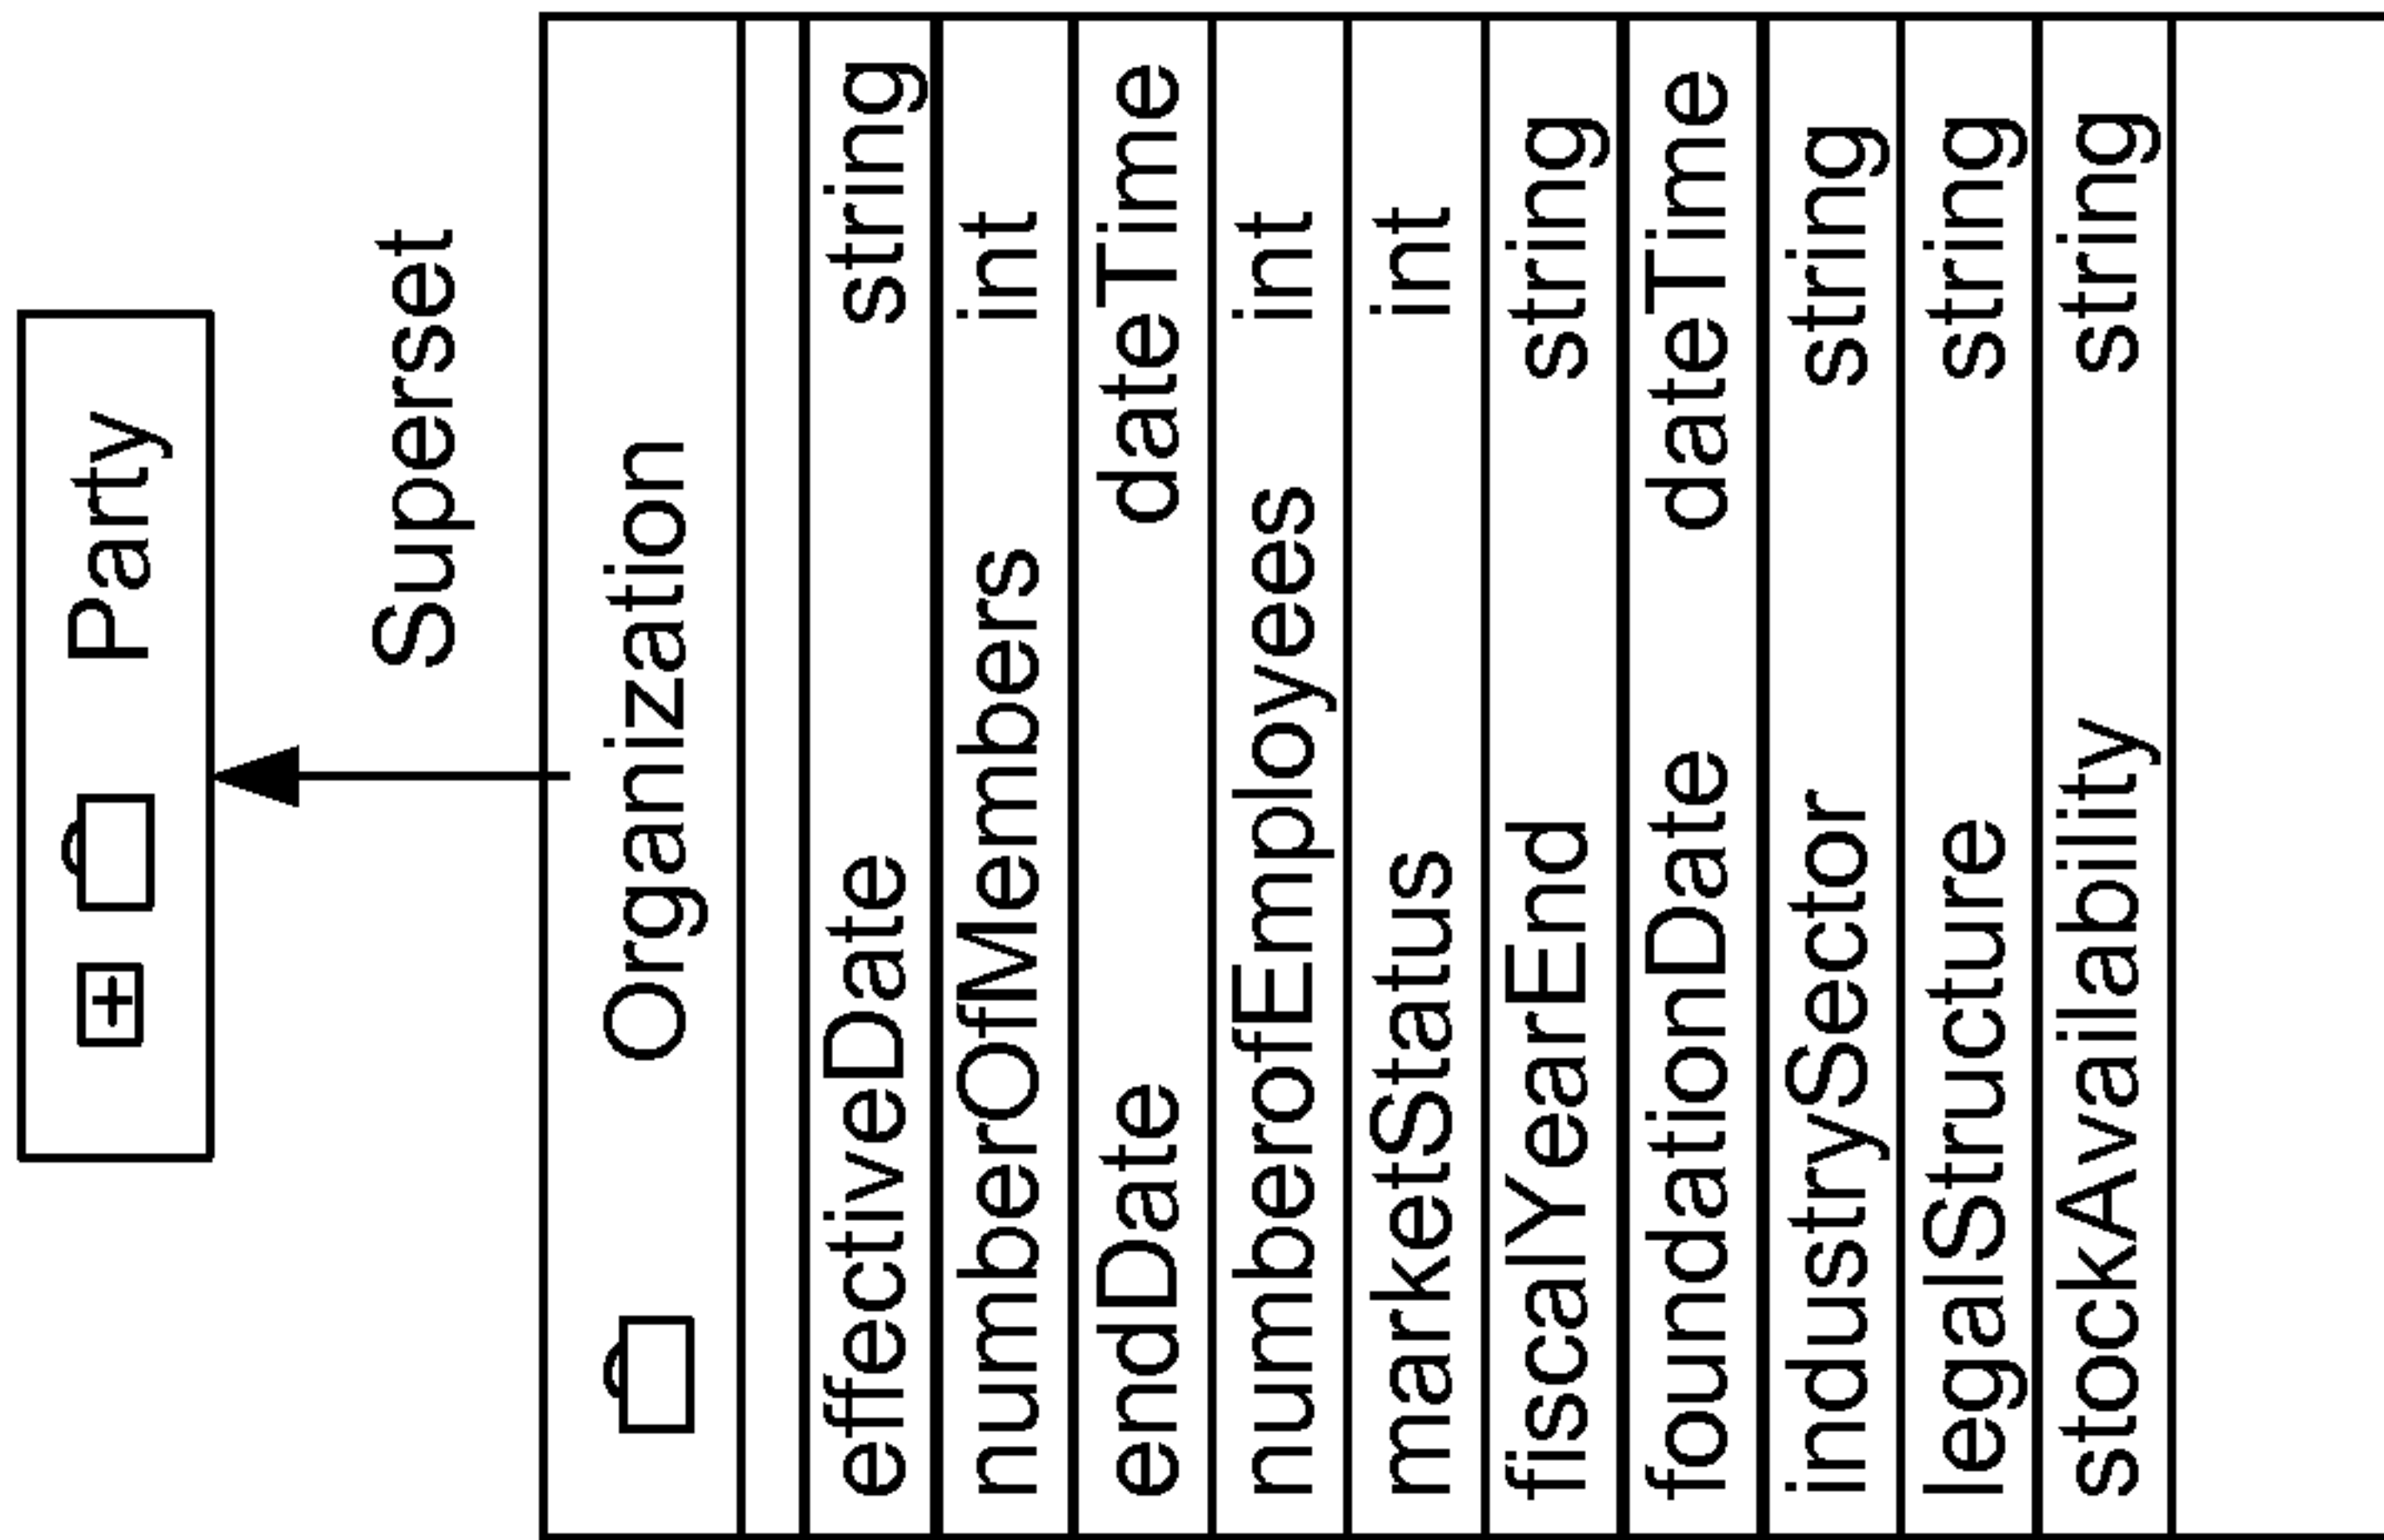 Party
Superset
Organization
effectiveDate string
numberOfMembers int
endDate dateTime
numberofEmployees int
marketStatus int
fiscalYearEnd string
foundationDate dateTime
industrySector string
legalStructure string
stockAvailability string